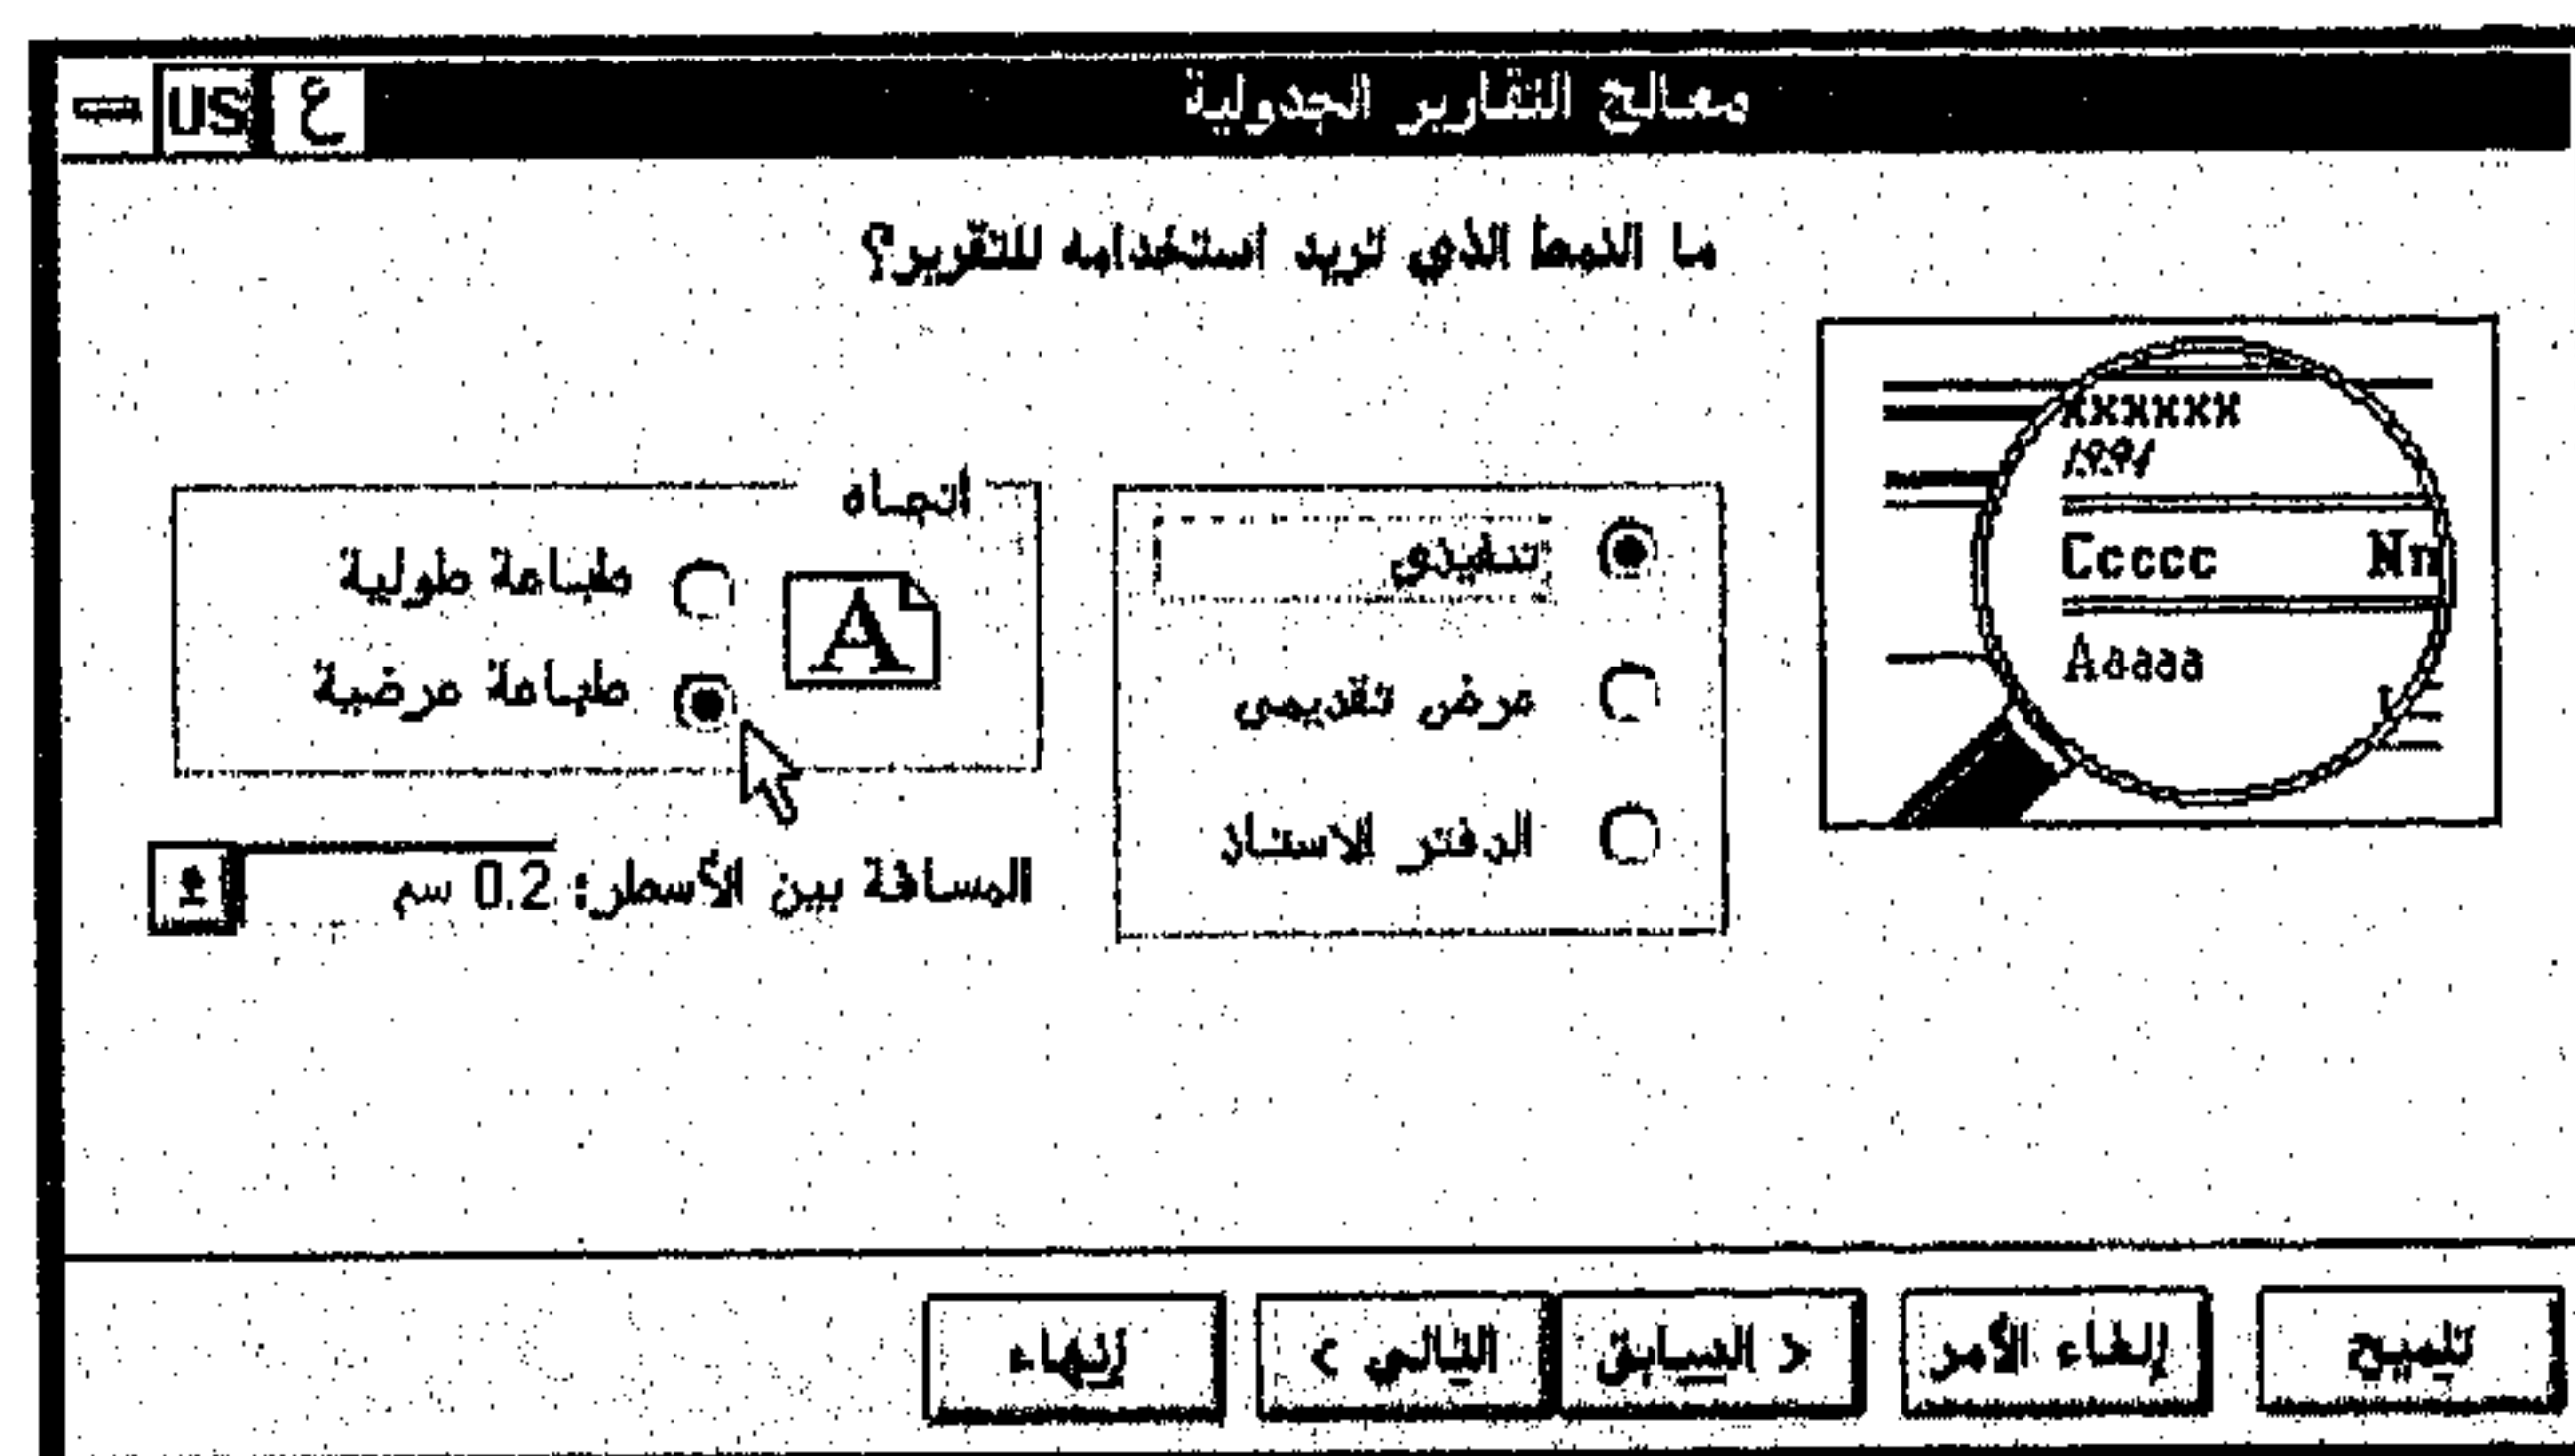 معالج التقارير الجدولية
ع US
ما النمط الذي تريد استخدامه للتقرير؟
XXXXXX
1994
Ccccc Nn
Aaaaa
تنفيذي
عرض تقديمي
الدفتر الاستاذ
اتجاه
A
طباعة طولية
طباعة عرضية
المسافة بين الأسطر: 0.2 سم
تلميح
إلغاء الأمر
< السابق
التالي >
إنهاء